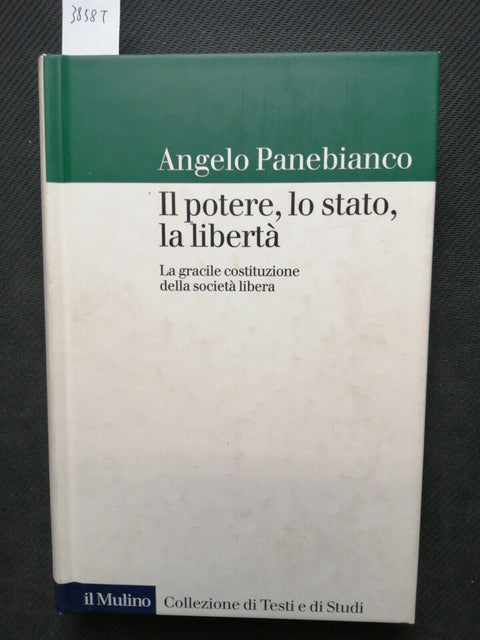 3858T
Angelo Panebianco
Il potere, lo stato,
la libertà
La gracile costituzione
della società libera
il Mulino
Collezione di Testi e di Studi